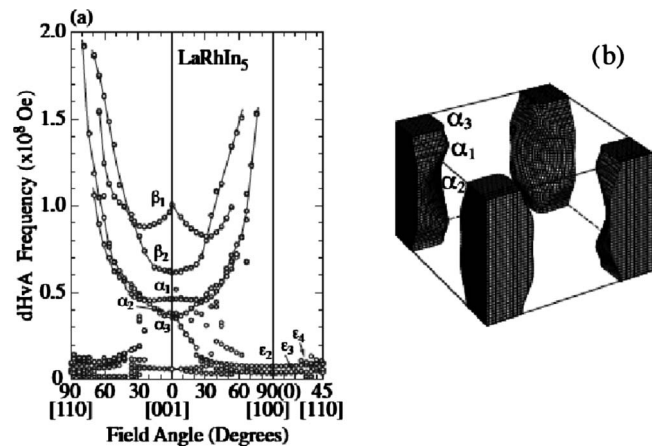 (a)
LaRhIn5
dHvA Frequency (x10^8 Oe)
2.0
1.5
1.0
0.5
0
β1
β2
α1
α2
α3
ε2
ε3
ε4
90 60 30 0 30 60 90(0) 45
[110] [001] [100] [110]
Field Angle (Degrees)
(b)
α3
α1
α2